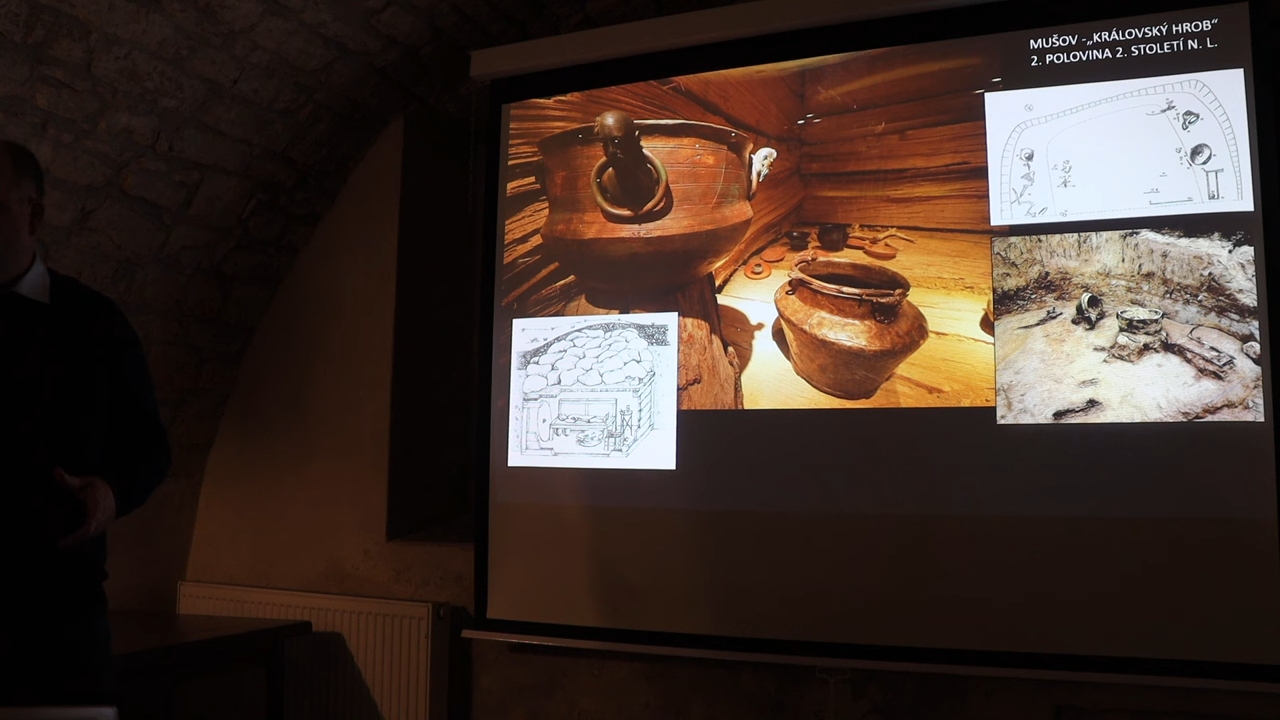 MUŠOV -„KRÁLOVSKÝ HROB“
2. POLOVINA 2. STOLETÍ N. L.